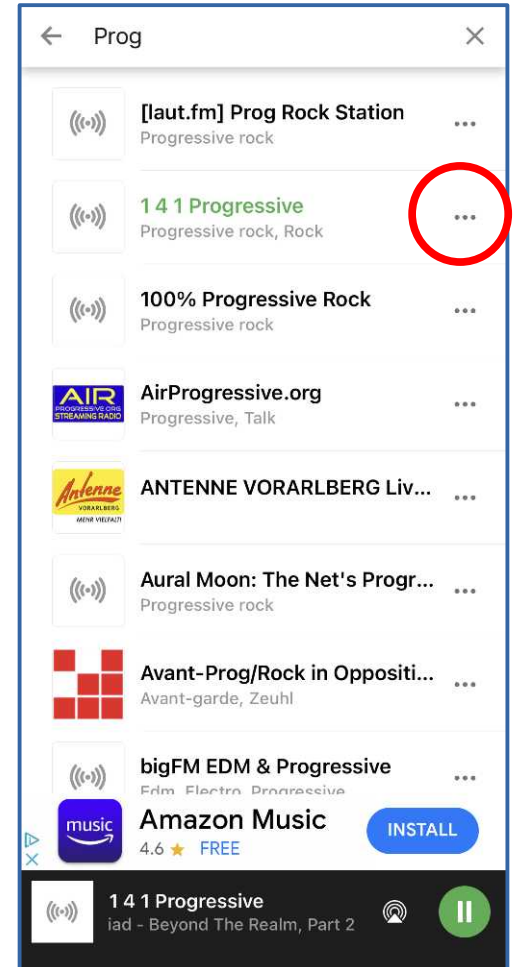 Prog
[laut.fm] Prog Rock Station
Progressive rock
1 4 1 Progressive
Progressive rock, Rock
100% Progressive Rock
Progressive rock
AIR
PROGRESSIVE.ORG
STREAMING RADIO
AirProgressive.org
Progressive, Talk
Antenne
VORARLBERG
MEHR VIELFALT!
ANTENNE VORARLBERG Liv...
Aural Moon: The Net's Progr...
Progressive rock
Avant-Prog/Rock in Oppositi...
Avant-garde, Zeuhl
bigFM EDM & Progressive
Edm, Electro, Progressive
music
Amazon Music
4.6 ★ FREE
INSTALL
1 4 1 Progressive
iad - Beyond The Realm, Part 2